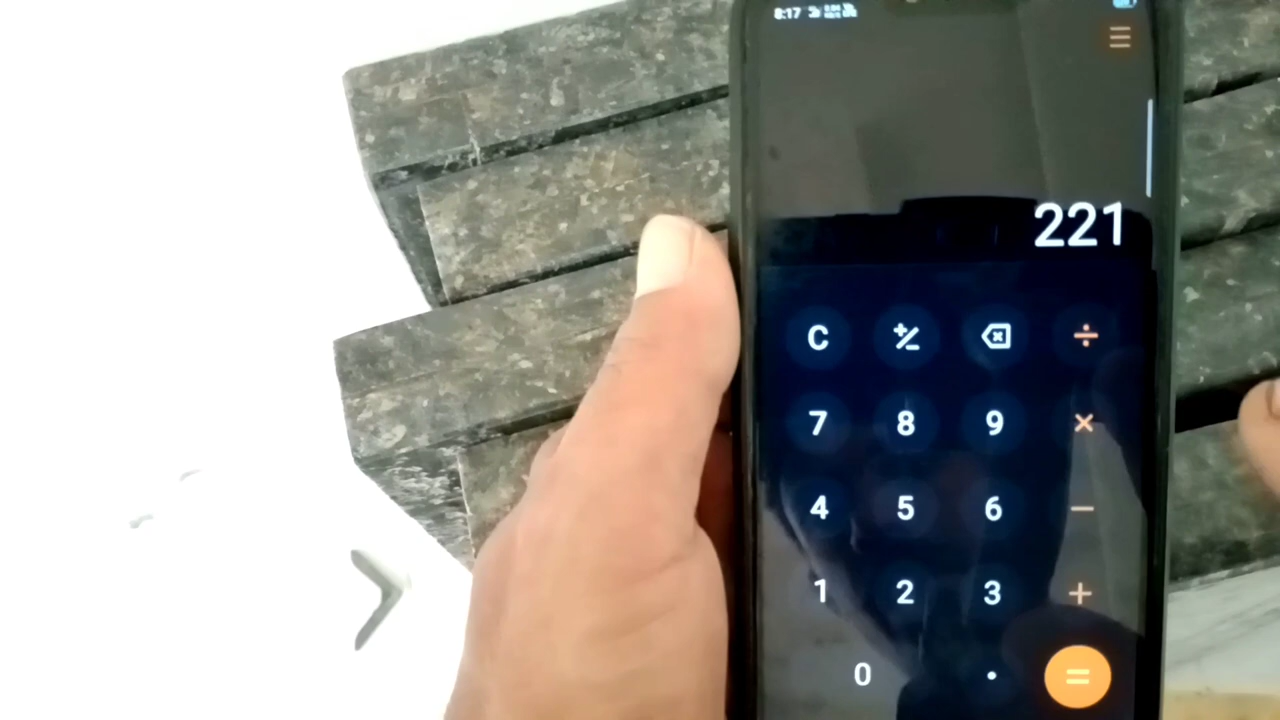 8:17
221
C +/- ÷
7 8 9 ×
4 5 6 −
1 2 3 +
0 . =